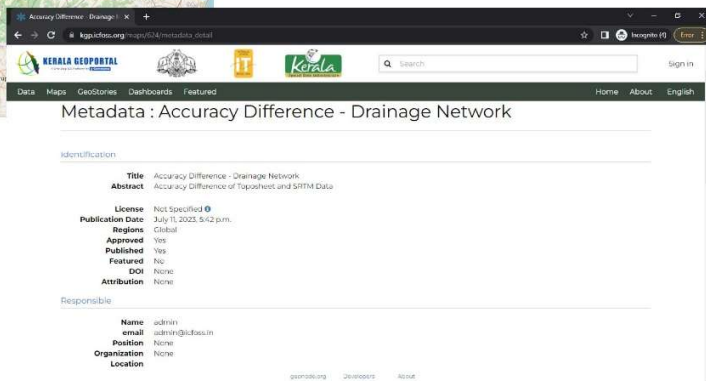 Accuracy Difference - Drainage N
kgp.icfoss.org/maps/624/metadata_detail
Incognito (4)
Error
KERALA GEOPORTAL
IT
Kerala
Search
Sign in
Data Maps GeoStories Dashboards Featured Home About English
Metadata : Accuracy Difference - Drainage Network
Identification
Title Accuracy Difference - Drainage Network
Abstract Accuracy Difference of Toposheet and SRTM Data
License Not Specified
Publication Date July 11, 2023, 5:42 p.m.
Regions Global
Approved Yes
Published Yes
Featured No
DOI None
Attribution None
Responsible
Name admin
email admin@icfoss.in
Position None
Organization None
Location
geonode.org Developers About